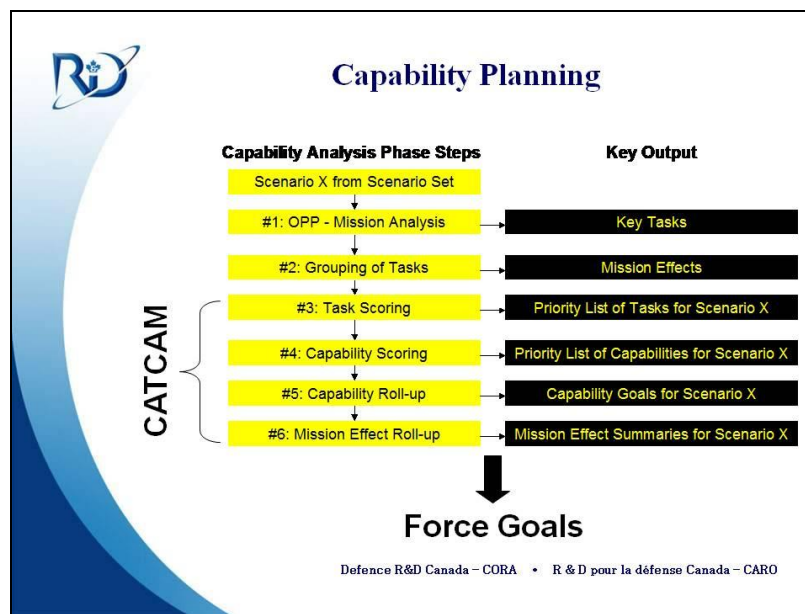 R&D
Capability Planning
Capability Analysis Phase Steps
Key Output
Scenario X from Scenario Set
#1: OPP - Mission Analysis
Key Tasks
#2: Grouping of Tasks
Mission Effects
CATCAM
#3: Task Scoring
Priority List of Tasks for Scenario X
#4: Capability Scoring
Priority List of Capabilities for Scenario X
#5: Capability Roll-up
Capability Goals for Scenario X
#6: Mission Effect Roll-up
Mission Effect Summaries for Scenario X
Force Goals
Defence R&D Canada – CORA • R & D pour la défense Canada – CARO